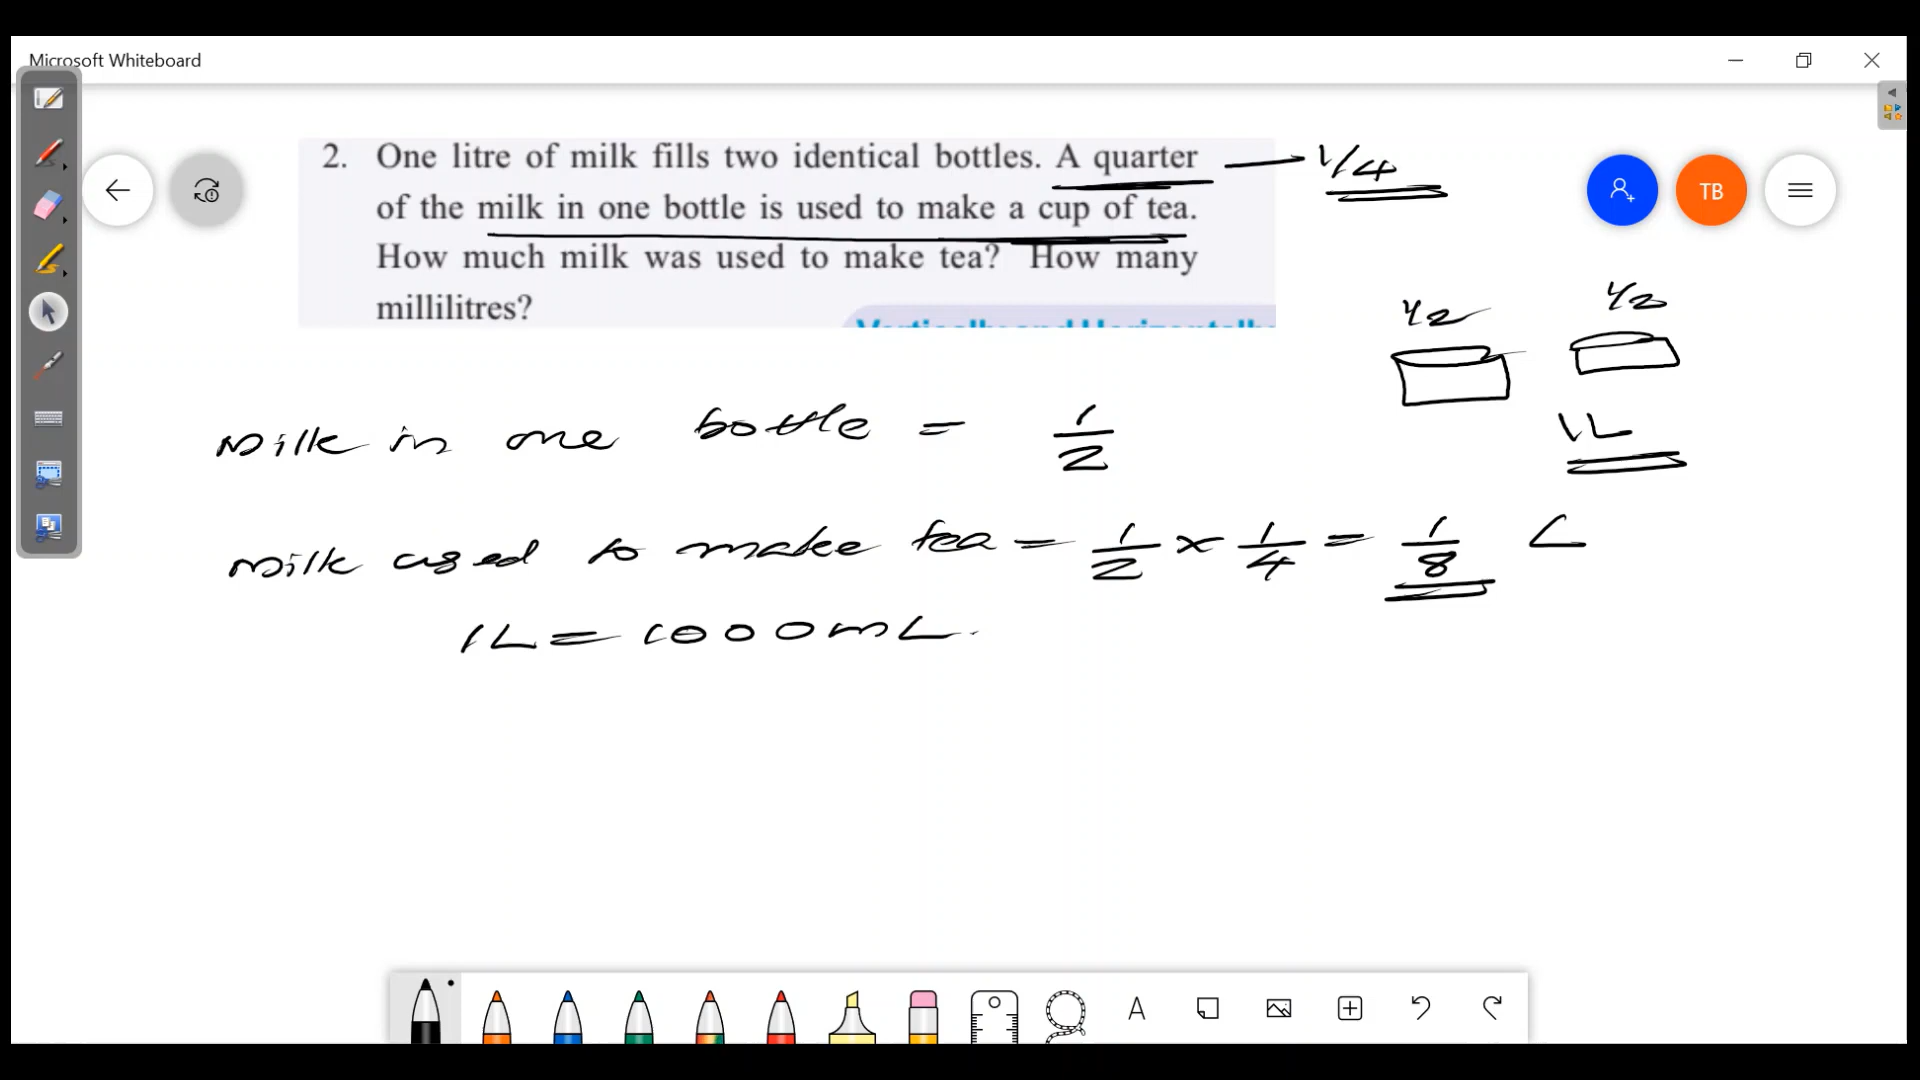 Microsoft Whiteboard
2. One litre of milk fills two identical bottles. A quarter — 1/4
of the milk in one bottle is used to make a cup of tea.
How much milk was used to make tea? How many
millilitres?
1/2 1/2
1L
Milk in one bottle = 1/2
Milk used to make tea = 1/2 × 1/4 = 1/8 L
1L = 1000mL.
TB
A